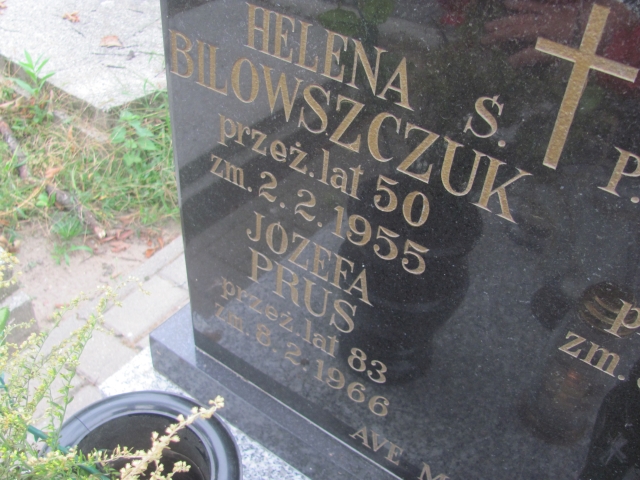 HELENA
BILOWSZCZUK
przeż. lat 50
zm. 2. 2. 1955
JÓZEFA
PRUS
przeż. lat 83
zm. 8. 2. 1966
S. P.
zm.
AVE